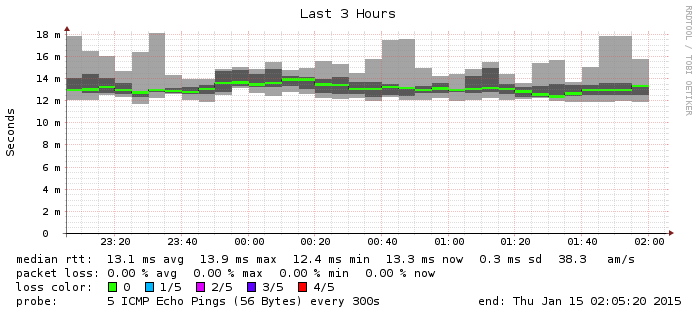 Last 3 Hours
RRDTOOL / TOBI OETIKER
Seconds
18 m
16 m
14 m
12 m
10 m
8 m
6 m
4 m
2 m
0
23:20 23:40 00:00 00:20 00:40 01:00 01:20 01:40 02:00
median rtt: 13.1 ms avg 13.9 ms max 12.4 ms min 13.3 ms now 0.3 ms sd 38.3 am/s
packet loss: 0.00 % avg 0.00 % max 0.00 % min 0.00 % now
loss color: 0 1/5 2/5 3/5 4/5
probe: 5 ICMP Echo Pings (56 Bytes) every 300s end: Thu Jan 15 02:05:20 2015